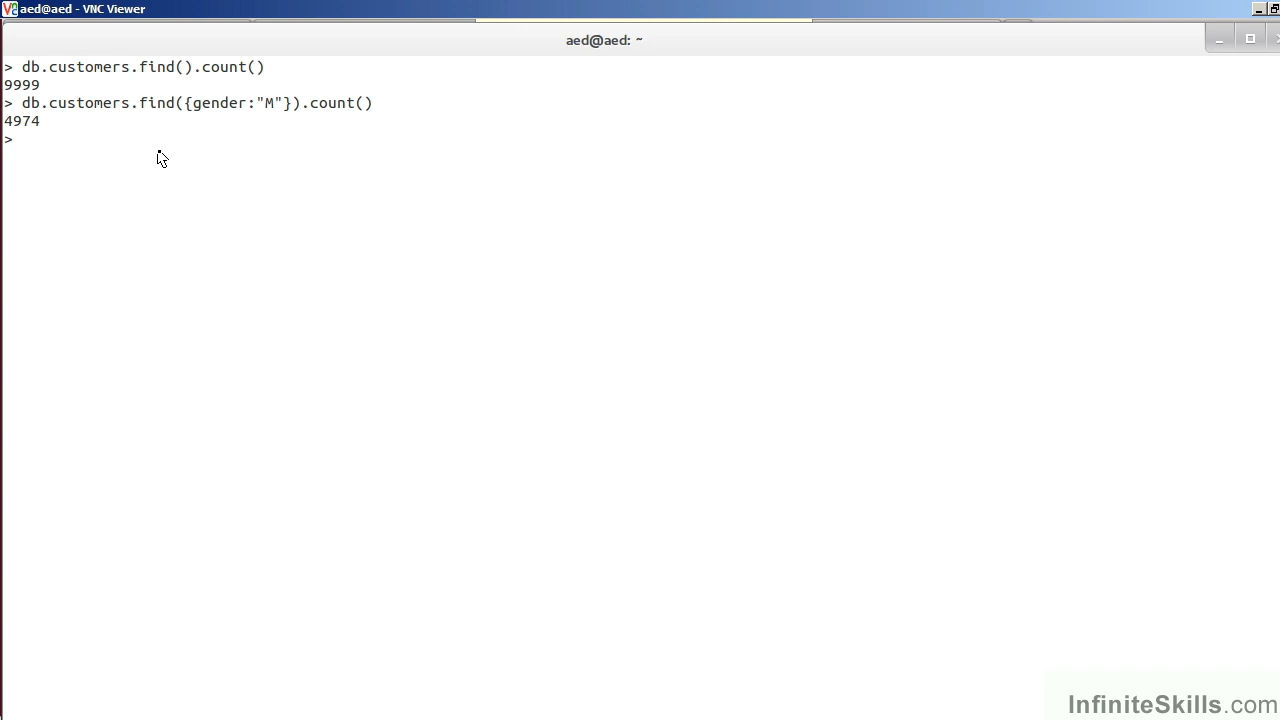 aed@aed - VNC Viewer
aed@aed: ~
> db.customers.find().count()
9999
> db.customers.find({gender:"M"}).count()
4974
>
InfiniteSkills.com